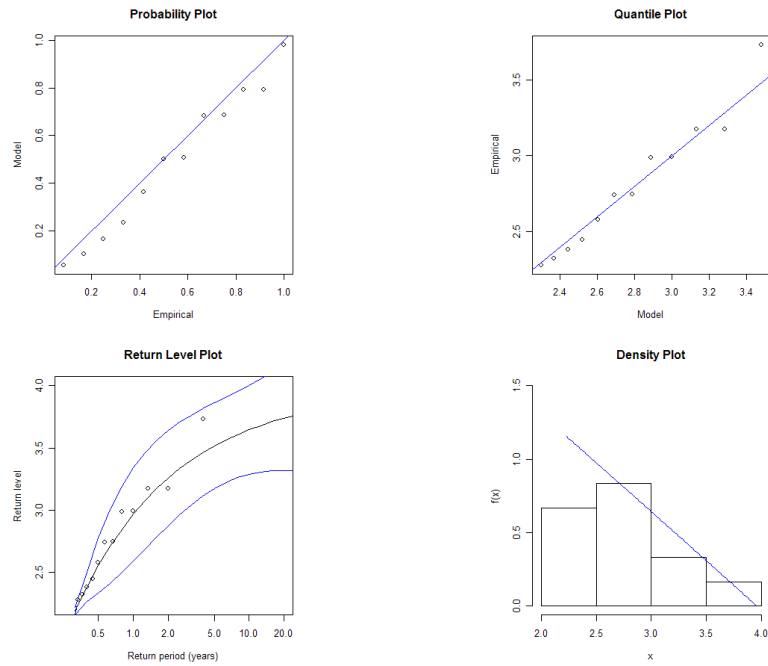 Probability Plot
Model
0.2 0.4 0.6 0.8 1.0
0.2 0.4 0.6 0.8 1.0
Empirical
Quantile Plot
Empirical
2.5 3.0 3.5
2.4 2.6 2.8 3.0 3.2 3.4
Model
Return Level Plot
Return level
2.5 3.0 3.5 4.0
0.5 1.0 2.0 5.0 10.0 20.0
Return period (years)
Density Plot
f(x)
0.0 0.5 1.0 1.5
2.0 2.5 3.0 3.5 4.0
x